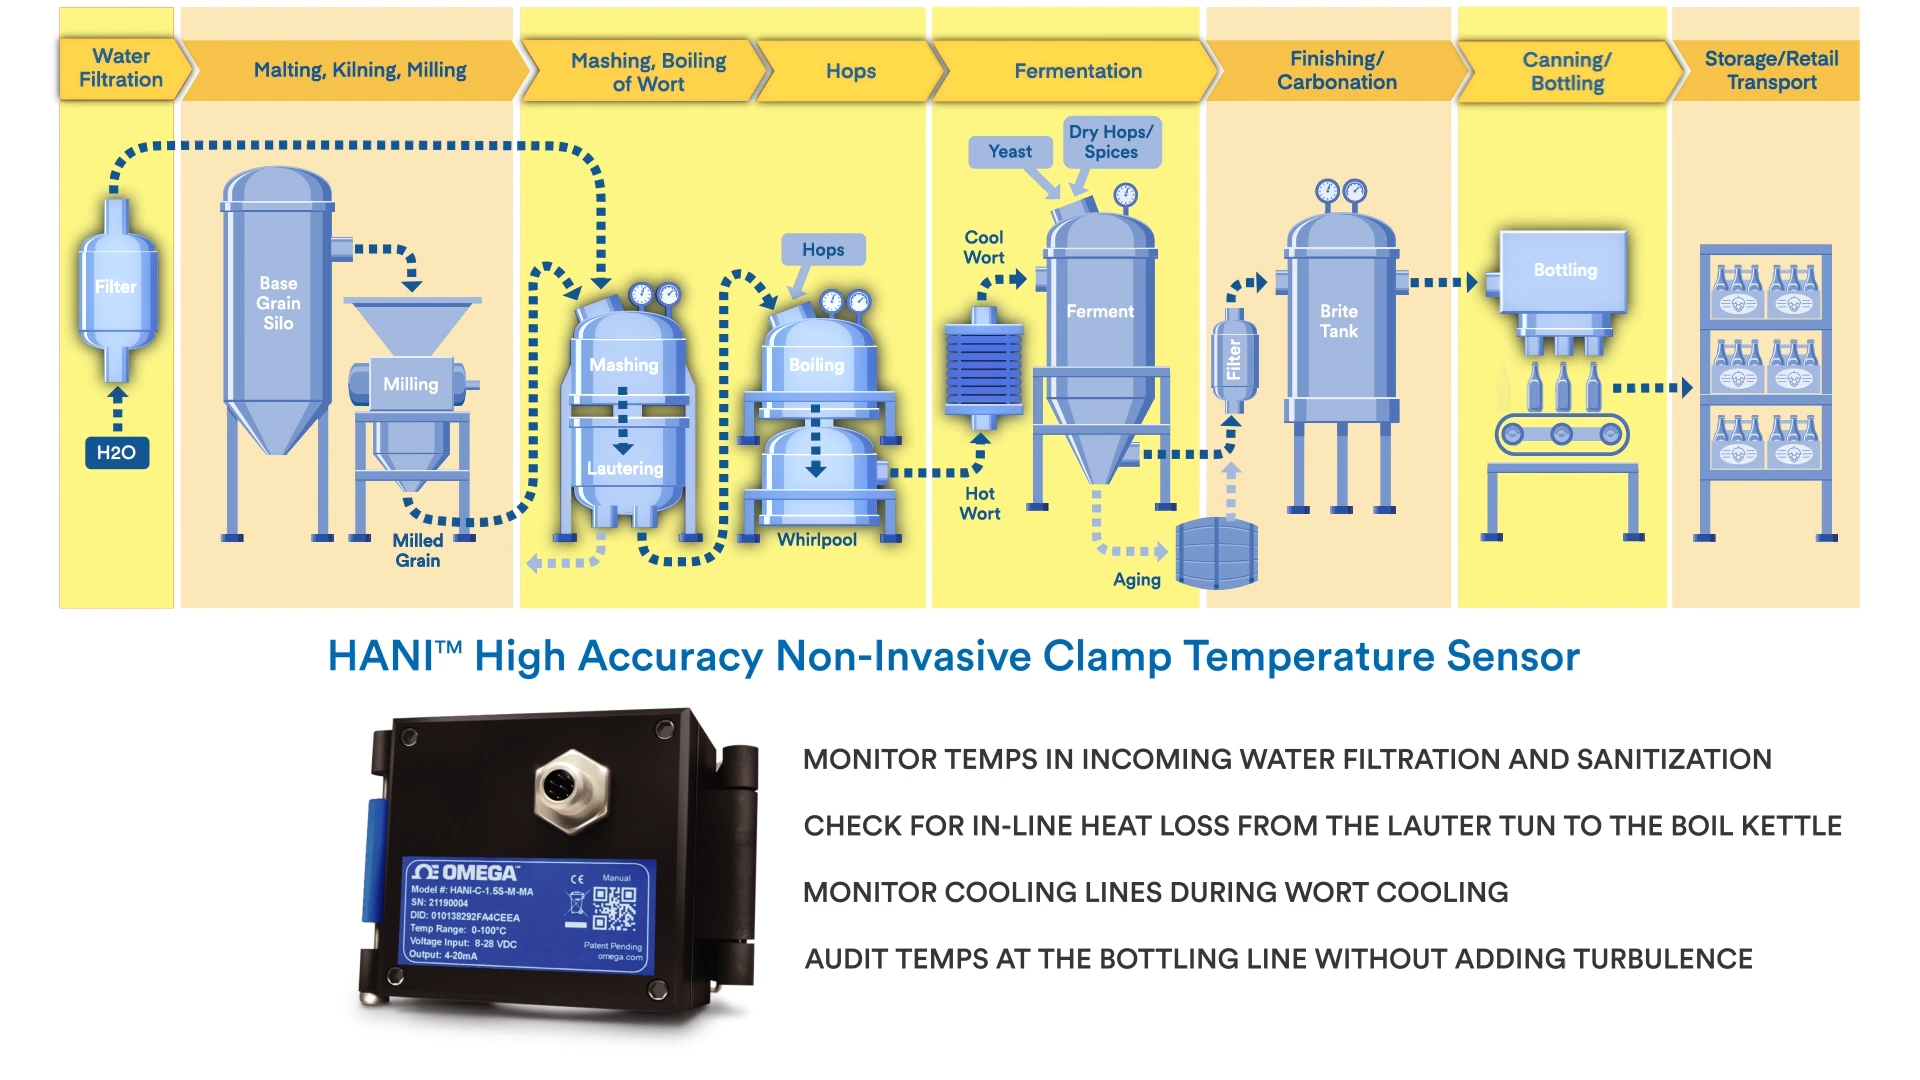 Water
Filtration
Malting, Kilning, Milling
Mashing, Boiling
of Wort
Hops
Fermentation
Finishing/
Carbonation
Canning/
Bottling
Storage/Retail
Transport
Filter
H2O
Base
Grain
Silo
Milling
Milled
Grain
Mashing
Lautering
Hops
Boiling
Whirlpool
Cool
Wort
Hot
Wort
Yeast
Dry Hops/
Spices
Ferment
Aging
Filter
Brite
Tank
Bottling
HANI™ High Accuracy Non-Invasive Clamp Temperature Sensor
ΩE OMEGA™
Model #: HANI-C-1.5S-M-MA
SN: 21190004
DID: 010138292FA4CEEA
Temp Range: 0-100°C
Voltage Input: 8-28 VDC
Output: 4-20mA
CE
Manual
Patent Pending
omega.com
MONITOR TEMPS IN INCOMING WATER FILTRATION AND SANITIZATION
CHECK FOR IN-LINE HEAT LOSS FROM THE LAUTER TUN TO THE BOIL KETTLE
MONITOR COOLING LINES DURING WORT COOLING
AUDIT TEMPS AT THE BOTTLING LINE WITHOUT ADDING TURBULENCE